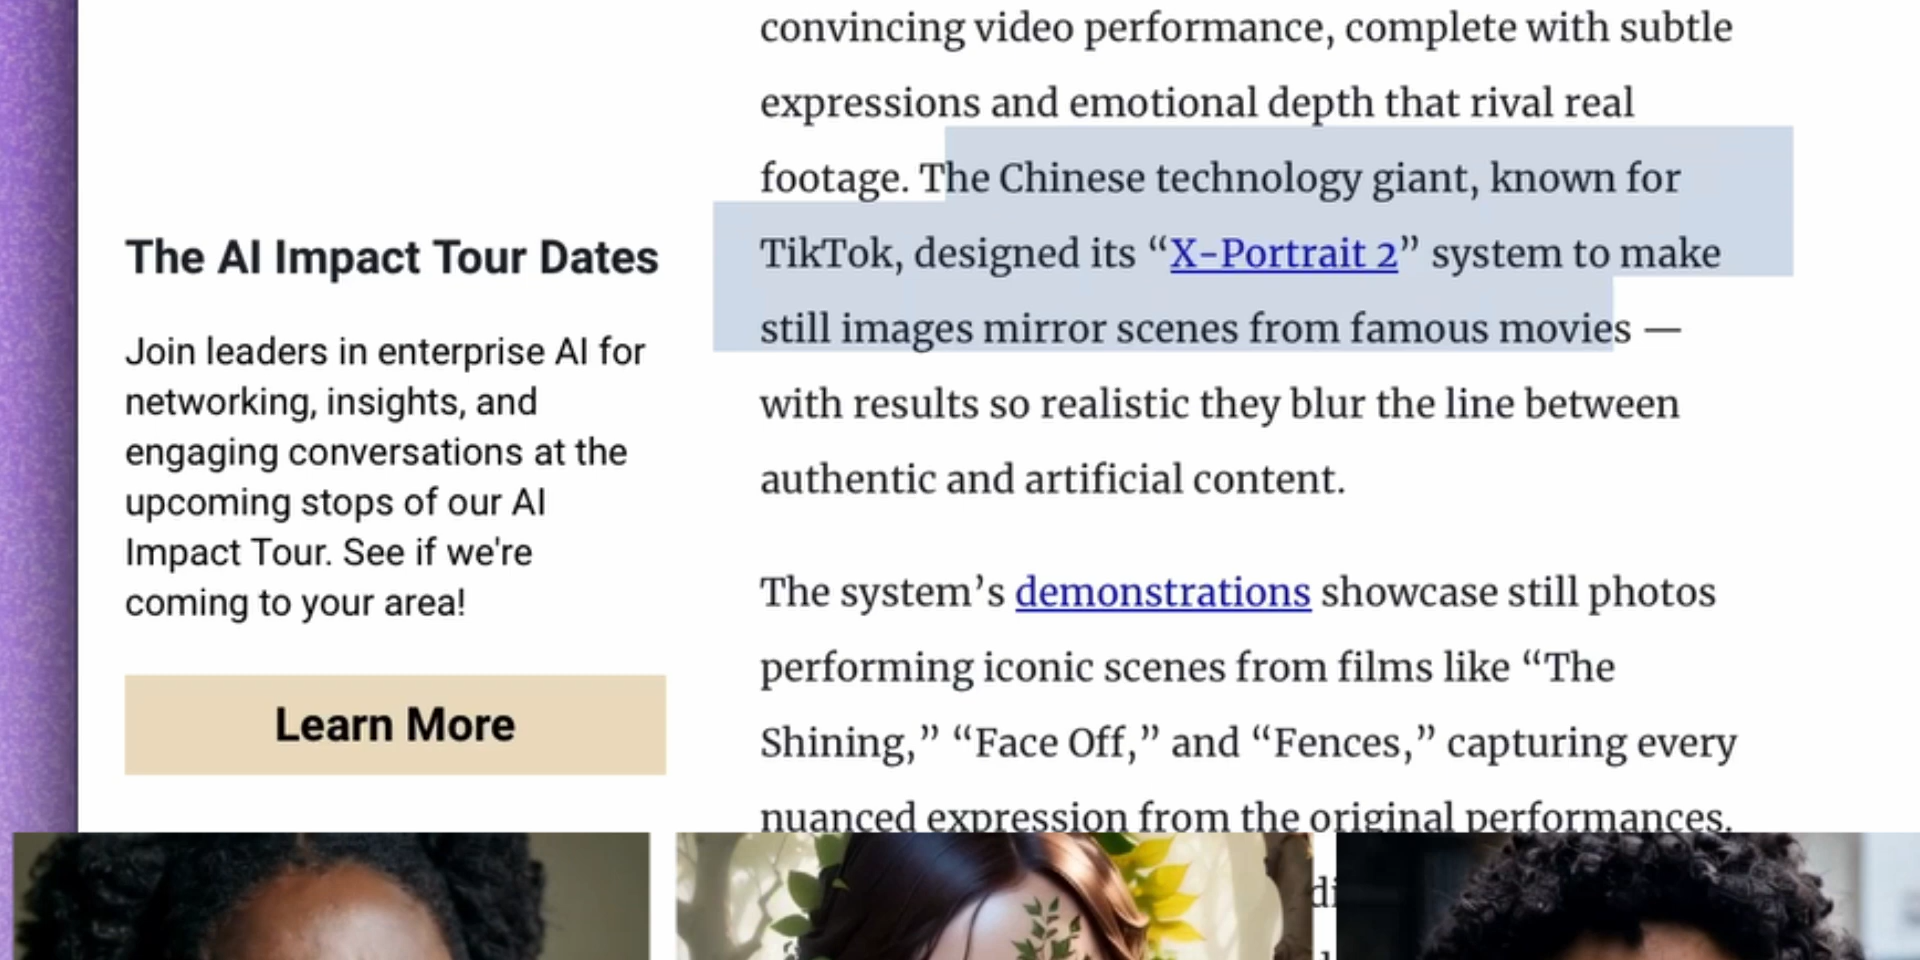 The AI Impact Tour Dates
Join leaders in enterprise AI for
networking, insights, and
engaging conversations at the
upcoming stops of our AI
Impact Tour. See if we're
coming to your area!
Learn More
convincing video performance, complete with subtle
expressions and emotional depth that rival real
footage. The Chinese technology giant, known for
TikTok, designed its “X-Portrait 2” system to make
still images mirror scenes from famous movies —
with results so realistic they blur the line between
authentic and artificial content.
The system’s demonstrations showcase still photos
performing iconic scenes from films like “The
Shining,” “Face Off,” and “Fences,” capturing every
nuanced expression from the original performances.